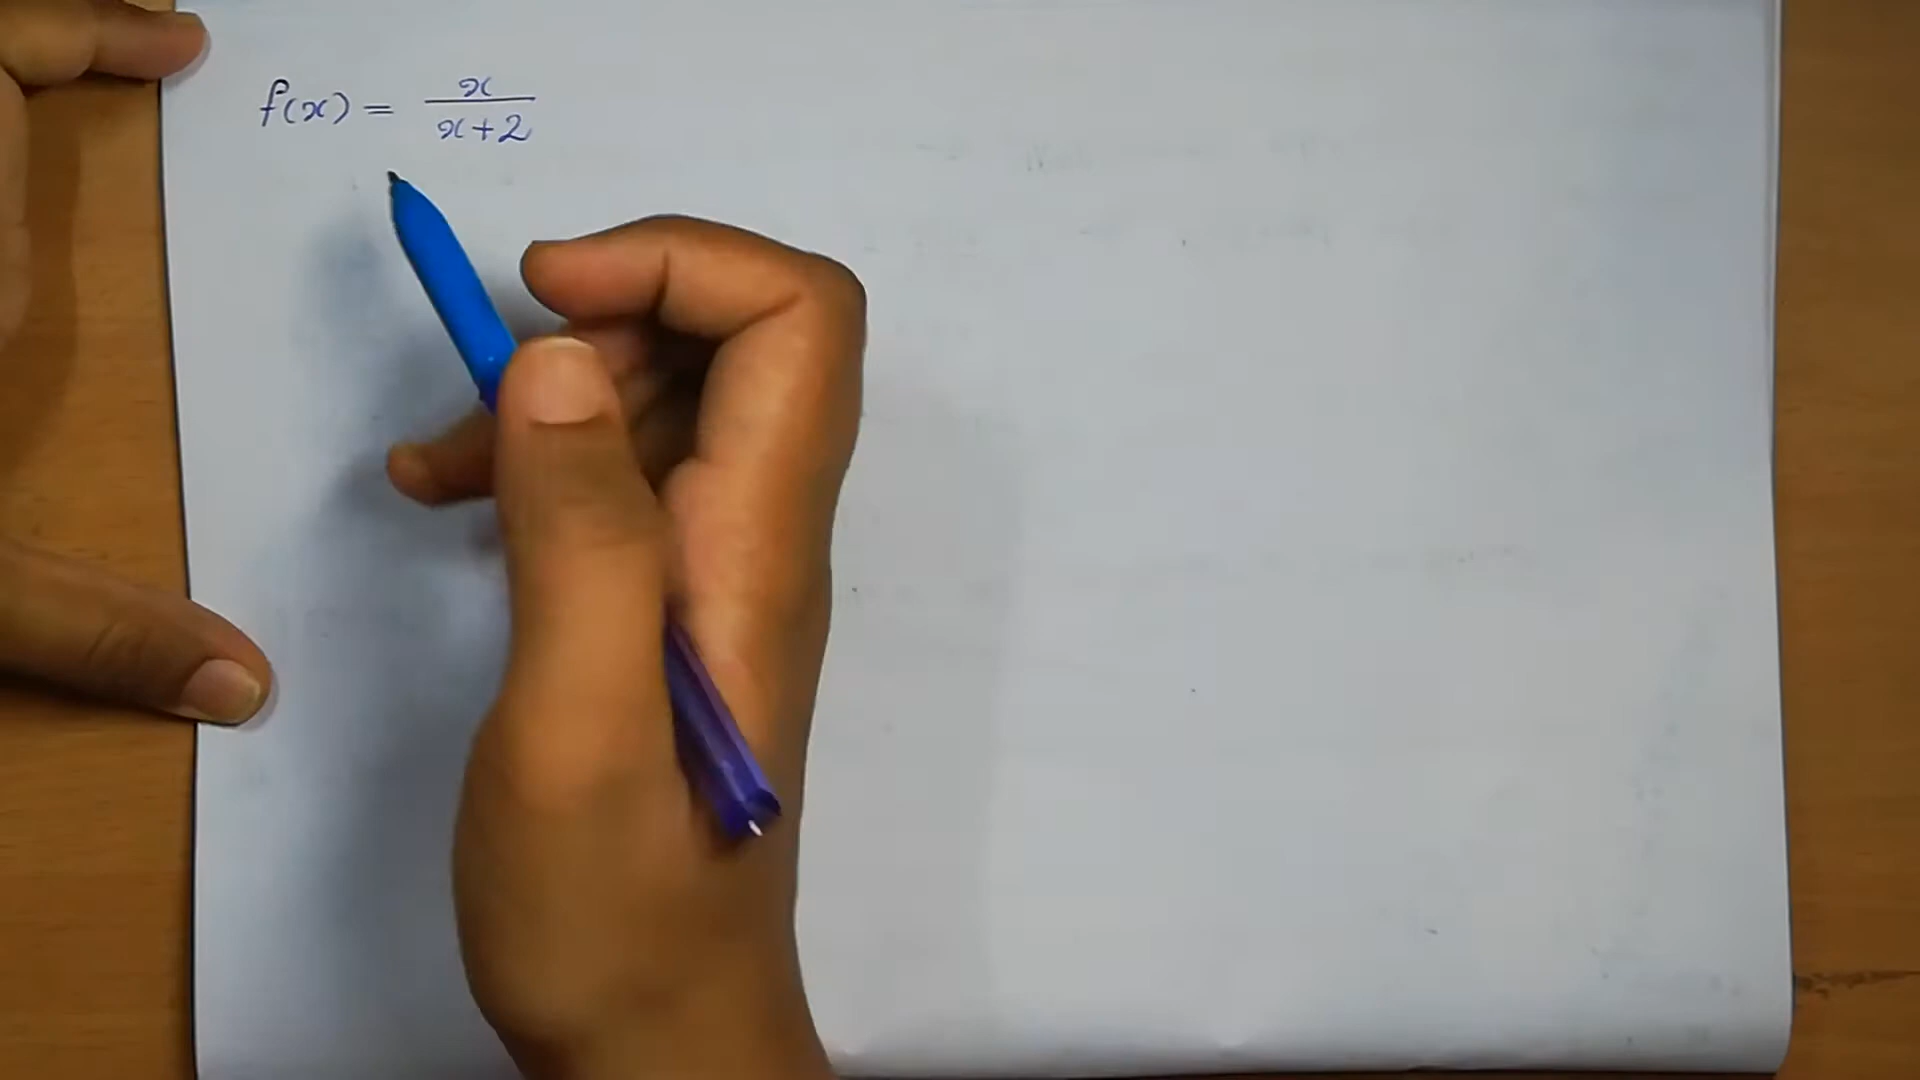 f(x) = x/(x+2)